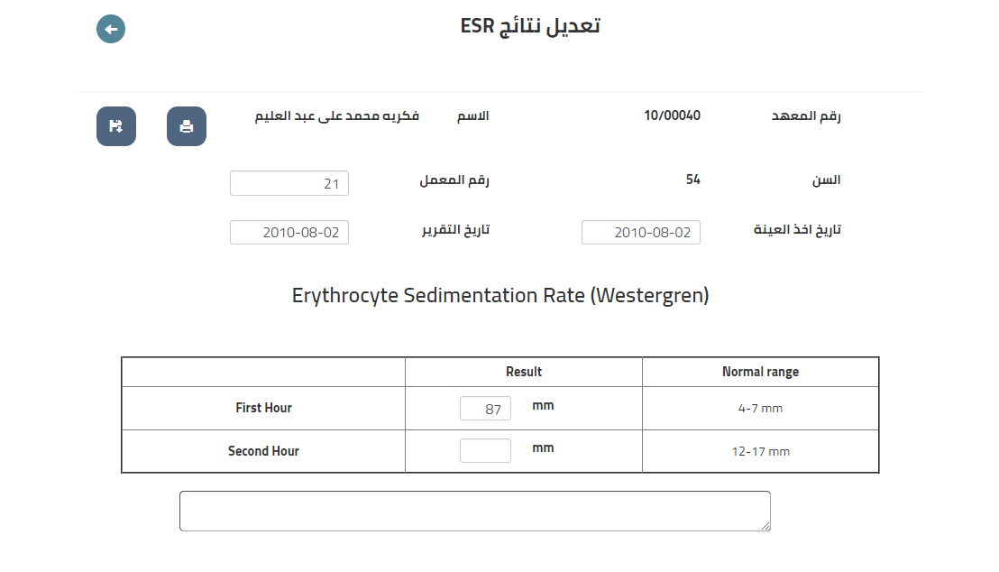 تعديل نتائج ESR
رقم المعهد 10/00040 الاسم فكريه محمد على عبد العليم
السن 54 رقم المعمل 21
تاريخ اخذ العينة 2010-08-02 تاريخ التقرير 2010-08-02
Erythrocyte Sedimentation Rate (Westergren)
Result Normal range
First Hour 87 mm 4-7 mm
Second Hour mm 12-17 mm